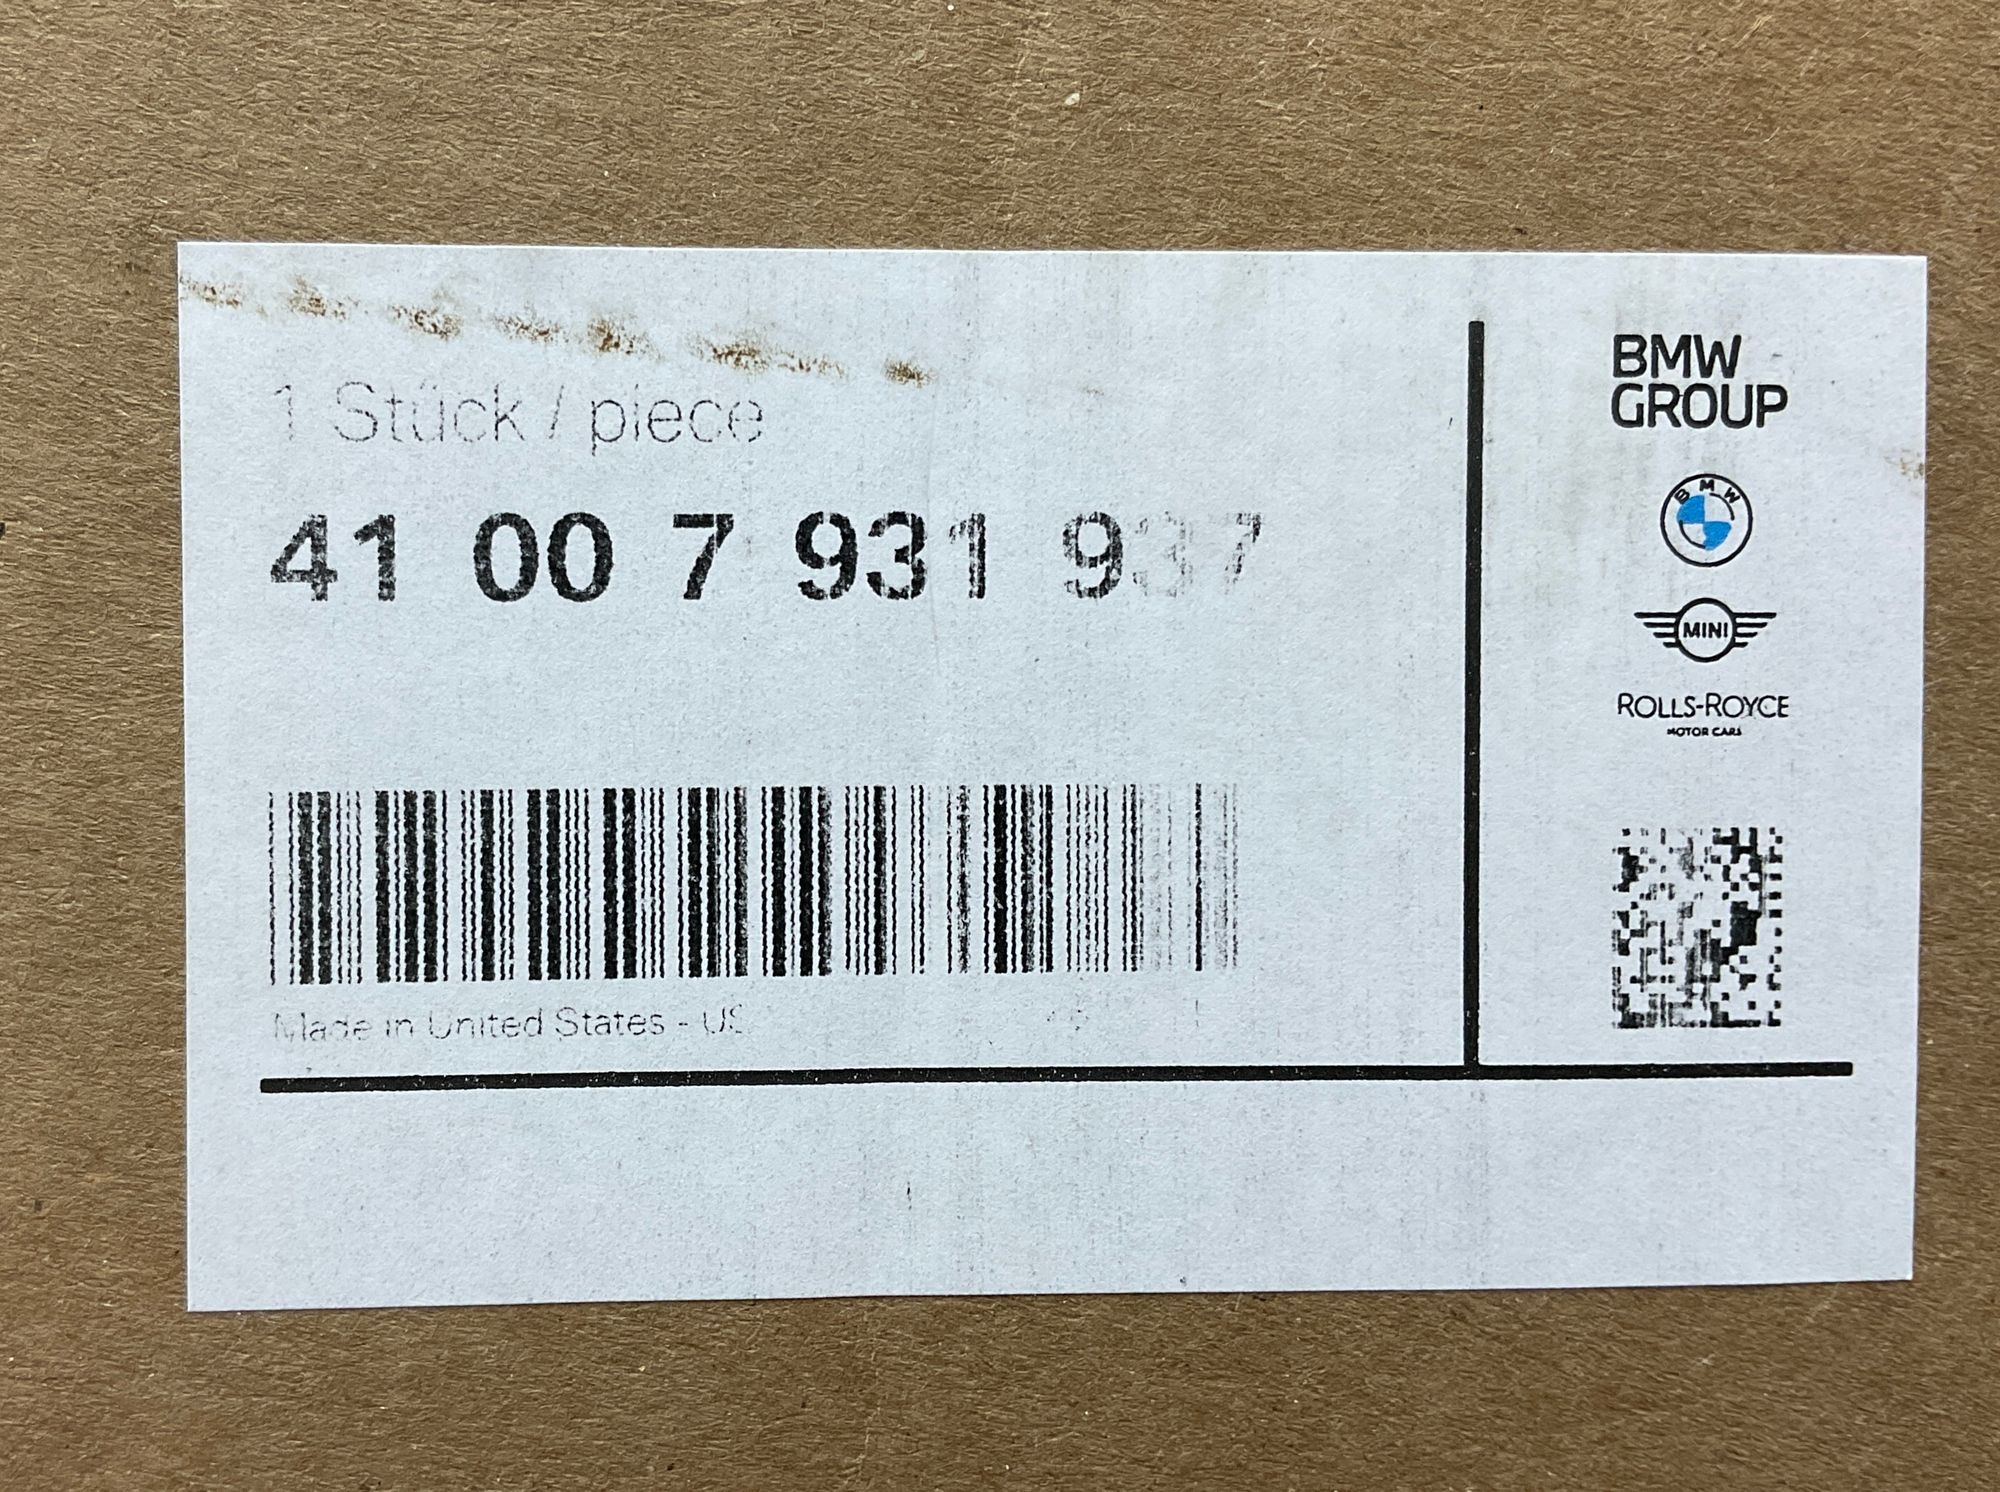 1 Stück / piece
41 00 7 931 937
Made in United States - US
BMW
GROUP
BMW
MINI
ROLLS-ROYCE
MOTOR CARS